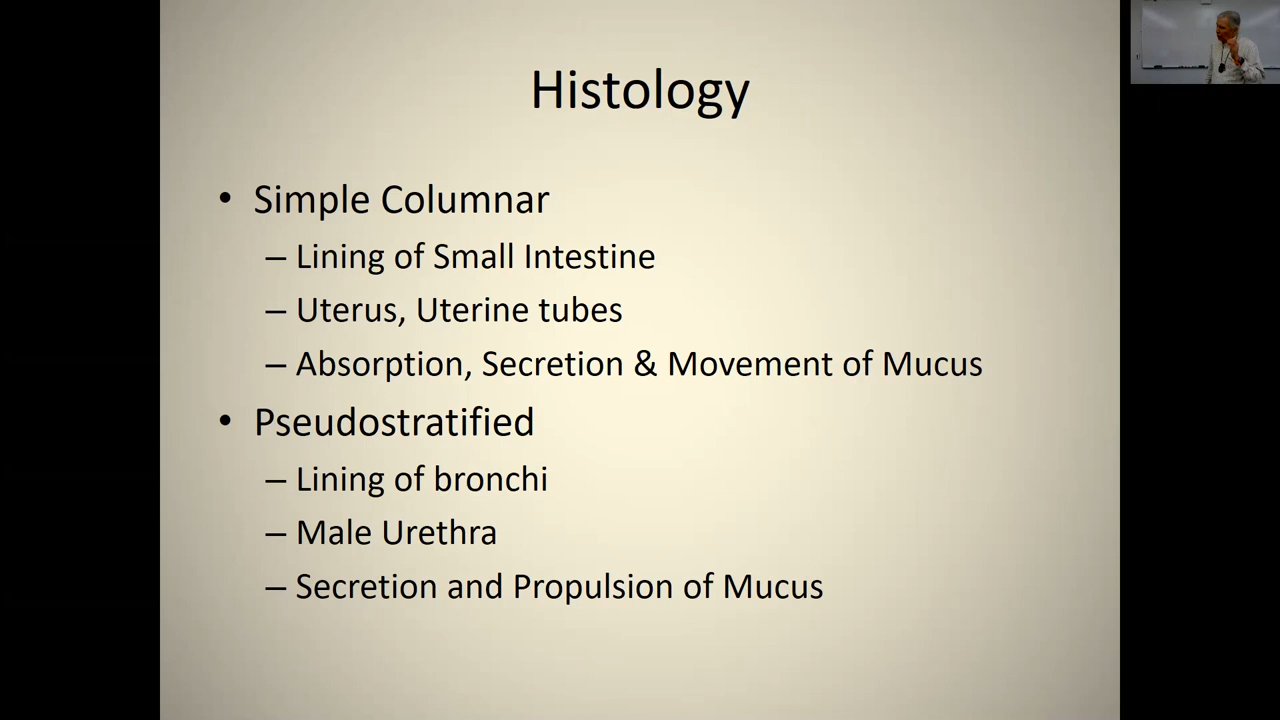 Histology
• Simple Columnar
– Lining of Small Intestine
– Uterus, Uterine tubes
– Absorption, Secretion & Movement of Mucus
• Pseudostratified
– Lining of bronchi
– Male Urethra
– Secretion and Propulsion of Mucus